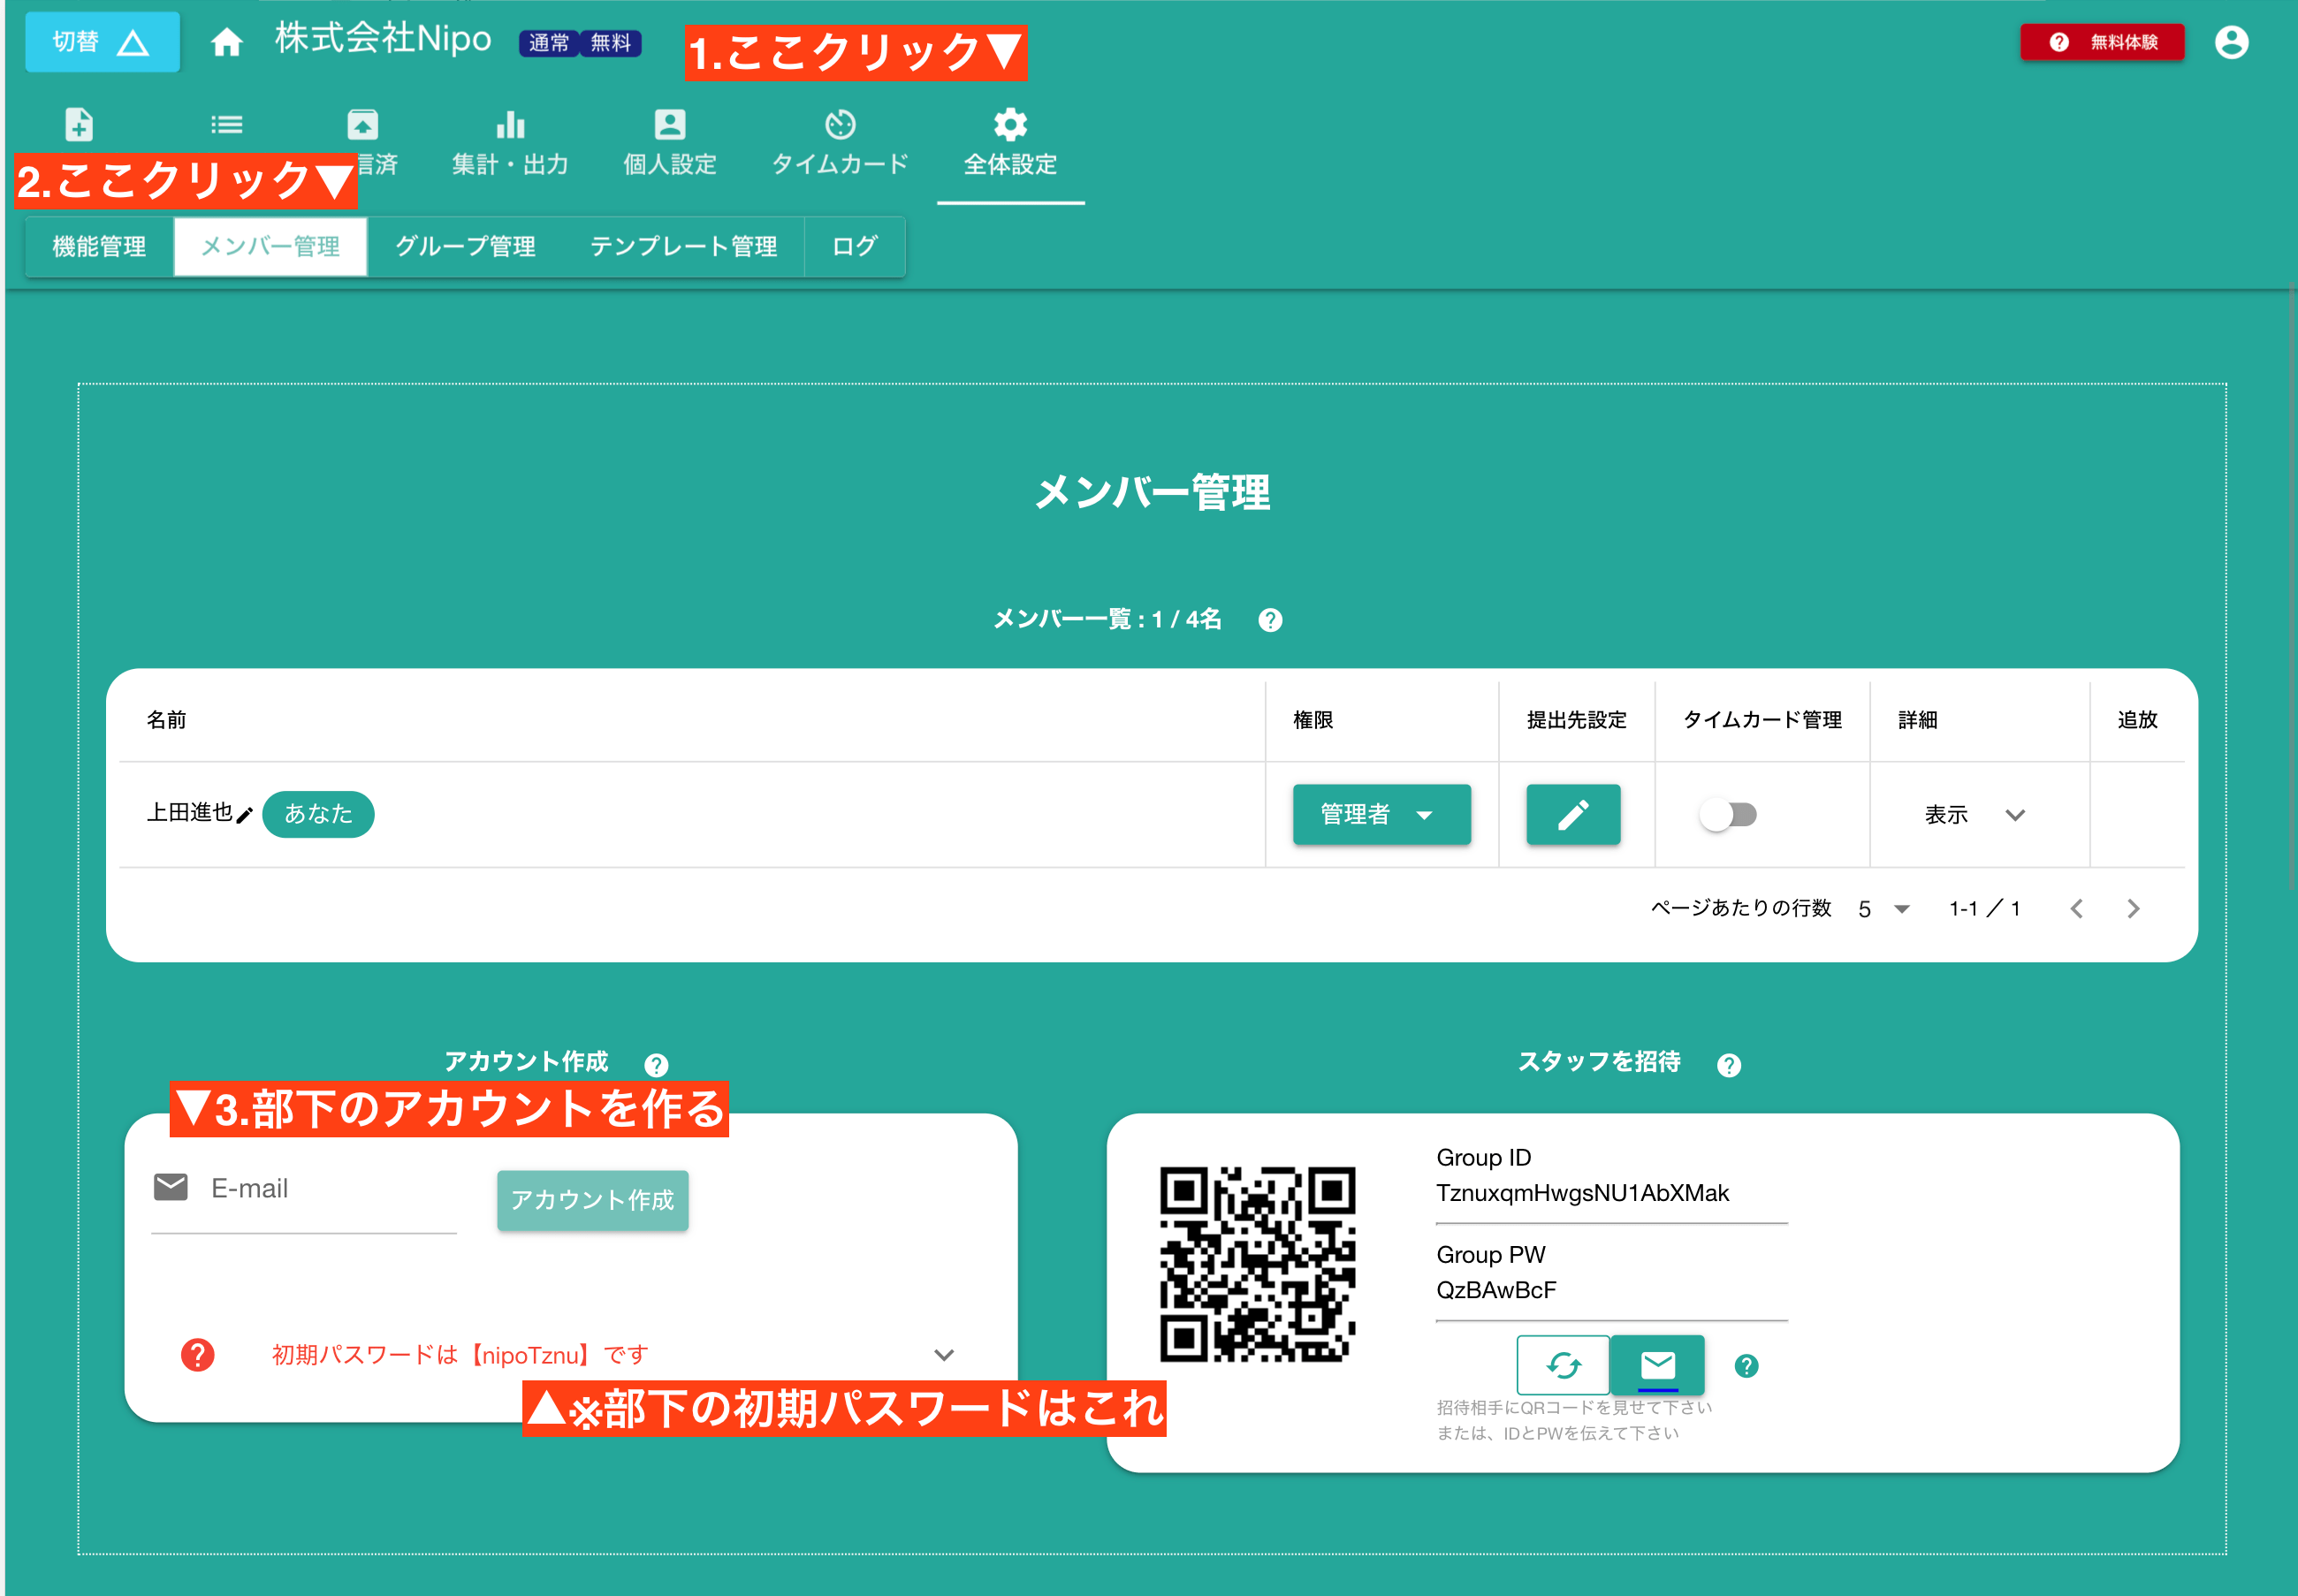 切替
株式会社Nipo
通常 無料
1.ここクリック▼
無料体験
2.ここクリック▼
信済
集計・出力
個人設定
タイムカード
全体設定
機能管理
メンバー管理
グループ管理
テンプレート管理
ログ
メンバー管理
メンバー一覧 : 1 / 4名
名前
権限
提出先設定
タイムカード管理
詳細
追放
上田進也
あなた
管理者
表示
ページあたりの行数 5 1-1 / 1
アカウント作成
▼3.部下のアカウントを作る
E-mail
アカウント作成
初期パスワードは【nipoTznu】です
▲※部下の初期パスワードはこれ
スタッフを招待
Group ID
TznuxqmHwgsNU1AbXMak
Group PW
QzBAwBcF
招待相手にQRコードを見せて下さい
または、IDとPWを伝えて下さい